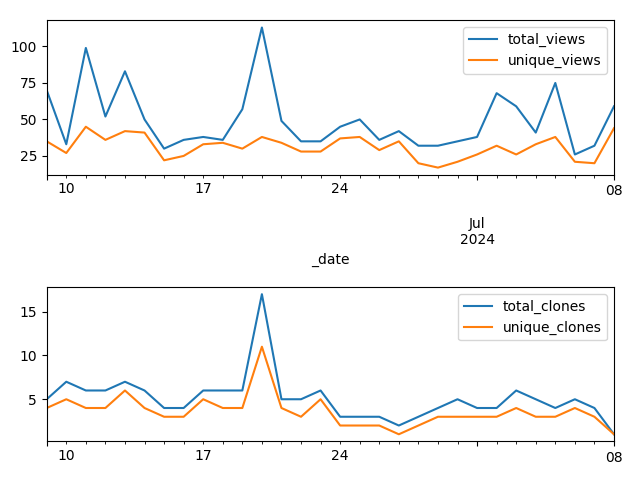 total_views
unique_views
100
75
50
25
10 17 24 08
Jul
2024
_date
total_clones
unique_clones
15
10
5
10 17 24 08